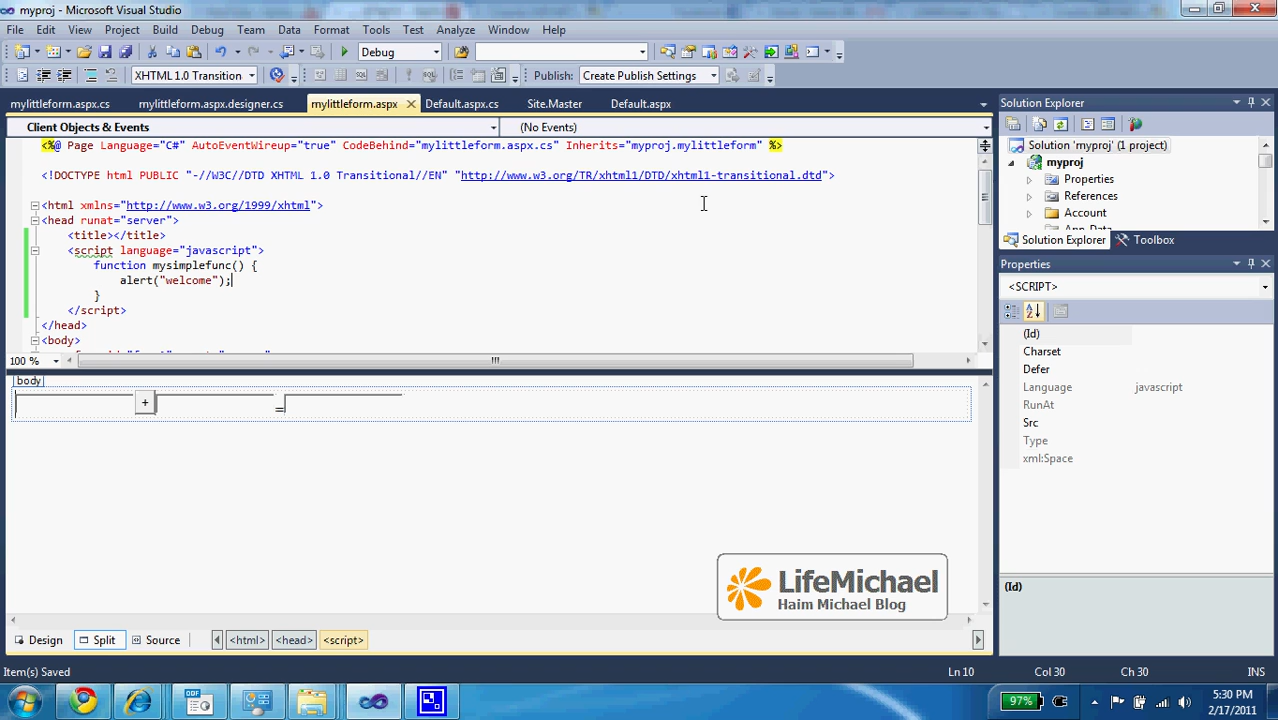 myproj - Microsoft Visual Studio
File Edit View Project Build Debug Team Data Format Tools Test Analyze Window Help
Debug
XHTML 1.0 Transition Publish: Create Publish Settings
mylittleform.aspx.cs mylittleform.aspx.designer.cs mylittleform.aspx Default.aspx.cs Site.Master Default.aspx
Client Objects & Events (No Events)
<%@ Page Language="C#" AutoEventWireup="true" CodeBehind="mylittleform.aspx.cs" Inherits="myproj.mylittleform" %>
<!DOCTYPE html PUBLIC "-//W3C//DTD XHTML 1.0 Transitional//EN" "http://www.w3.org/TR/xhtml1/DTD/xhtml1-transitional.dtd">
<html xmlns="http://www.w3.org/1999/xhtml">
<head runat="server">
<title></title>
<script language="javascript">
function mysimplefunc() {
alert("welcome");
}
</script>
</head>
<body>
100 %
body
+ =
LifeMichael
Haim Michael Blog
Design Split Source <html> <head> <script>
Solution Explorer
Solution 'myproj' (1 project)
myproj
Properties
References
Account
Solution Explorer Toolbox
Properties
<SCRIPT>
(Id)
Charset
Defer
Language javascript
RunAt
Src
Type
xml:Space
(Id)
Item(s) Saved Ln 10 Col 30 Ch 30 INS
97% 5:30 PM
2/17/2011